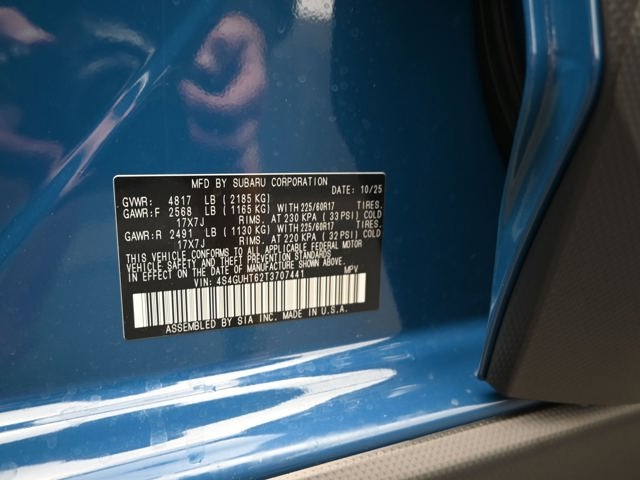 MFD BY SUBARU CORPORATION
DATE: 10/25
GVWR: 4817 LB ( 2185 KG)
GAWR: F 2568 LB ( 1165 KG) WITH 225/60R17 TIRES.
17X7J RIMS. AT 230 KPA ( 33 PSI) COLD
GAWR: R 2491 LB ( 1130 KG) WITH 225/60R17 TIRES.
17X7J RIMS. AT 220 KPA ( 32 PSI) COLD
THIS VEHICLE CONFORMS TO ALL APPLICABLE FEDERAL MOTOR
VEHICLE SAFETY AND THEFT PREVENTION STANDARDS IN EFFECT
ON THE DATE OF MANUFACTURE SHOWN ABOVE.
VIN: 4S4GUHT62T3707441 MPV
ASSEMBLED BY SIA INC. MADE IN U.S.A.